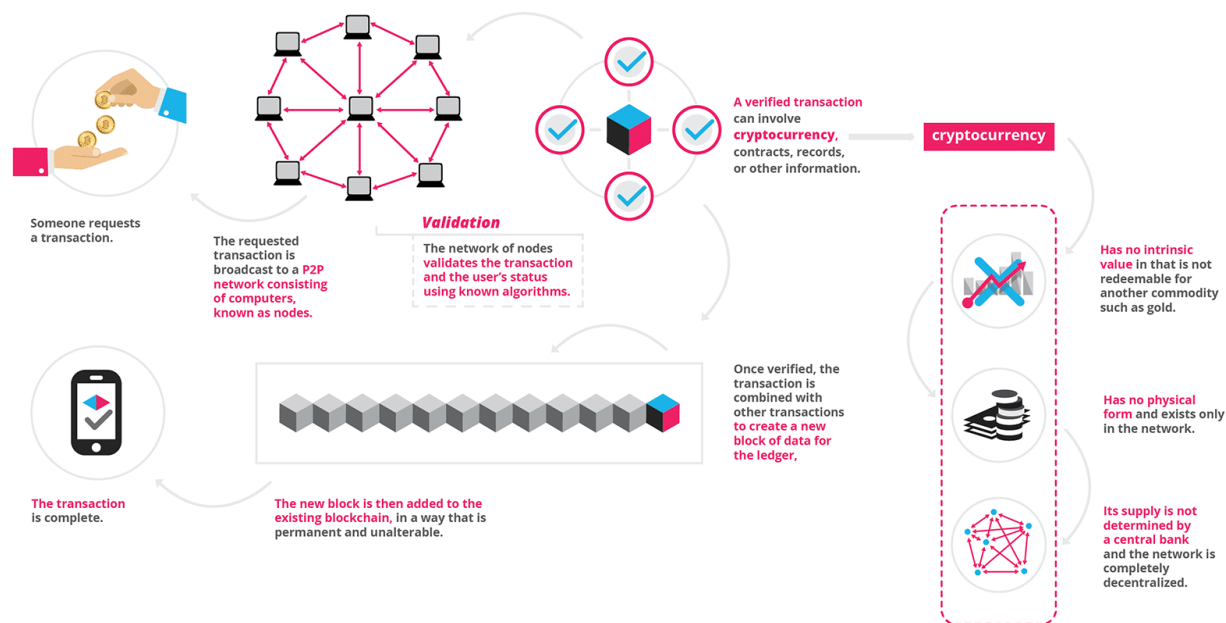 Someone requests
a transaction.
The requested
transaction is
broadcast to a P2P
network consisting
of computers,
known as nodes.
Validation
The network of nodes
validates the transaction
and the user's status
using known algorithms.
A verified transaction
can involve
cryptocurrency,
contracts, records,
or other information.
cryptocurrency
Has no intrinsic
value in that is not
redeemable for
another commodity
such as gold.
Has no physical
form and exists only
in the network.
Its supply is not
determined by
a central bank
and the network is
completely
decentralized.
Once verified, the
transaction is
combined with
other transactions
to create a new
block of data for
the ledger,
The new block is then added to the
existing blockchain, in a way that is
permanent and unalterable.
The transaction
is complete.